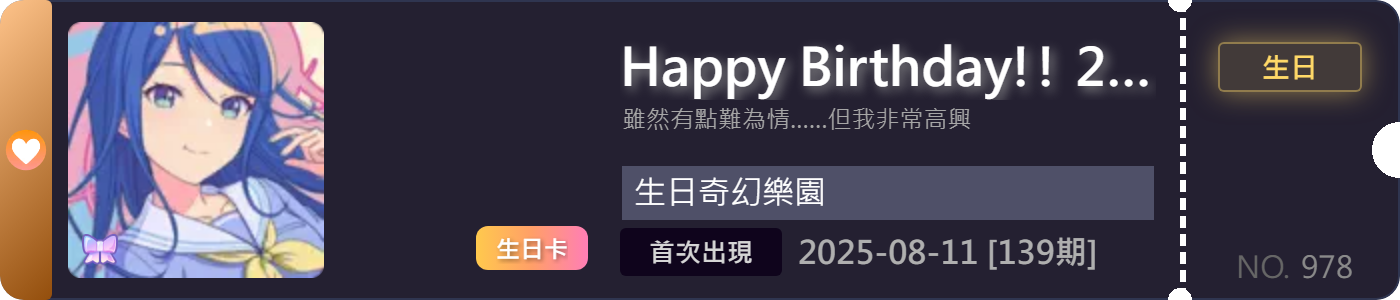 Happy Birthday!! 2...
雖然有點難為情......但我非常高興
生日奇幻樂園
生日卡
首次出現 2025-08-11 [139期]
生日
NO. 978